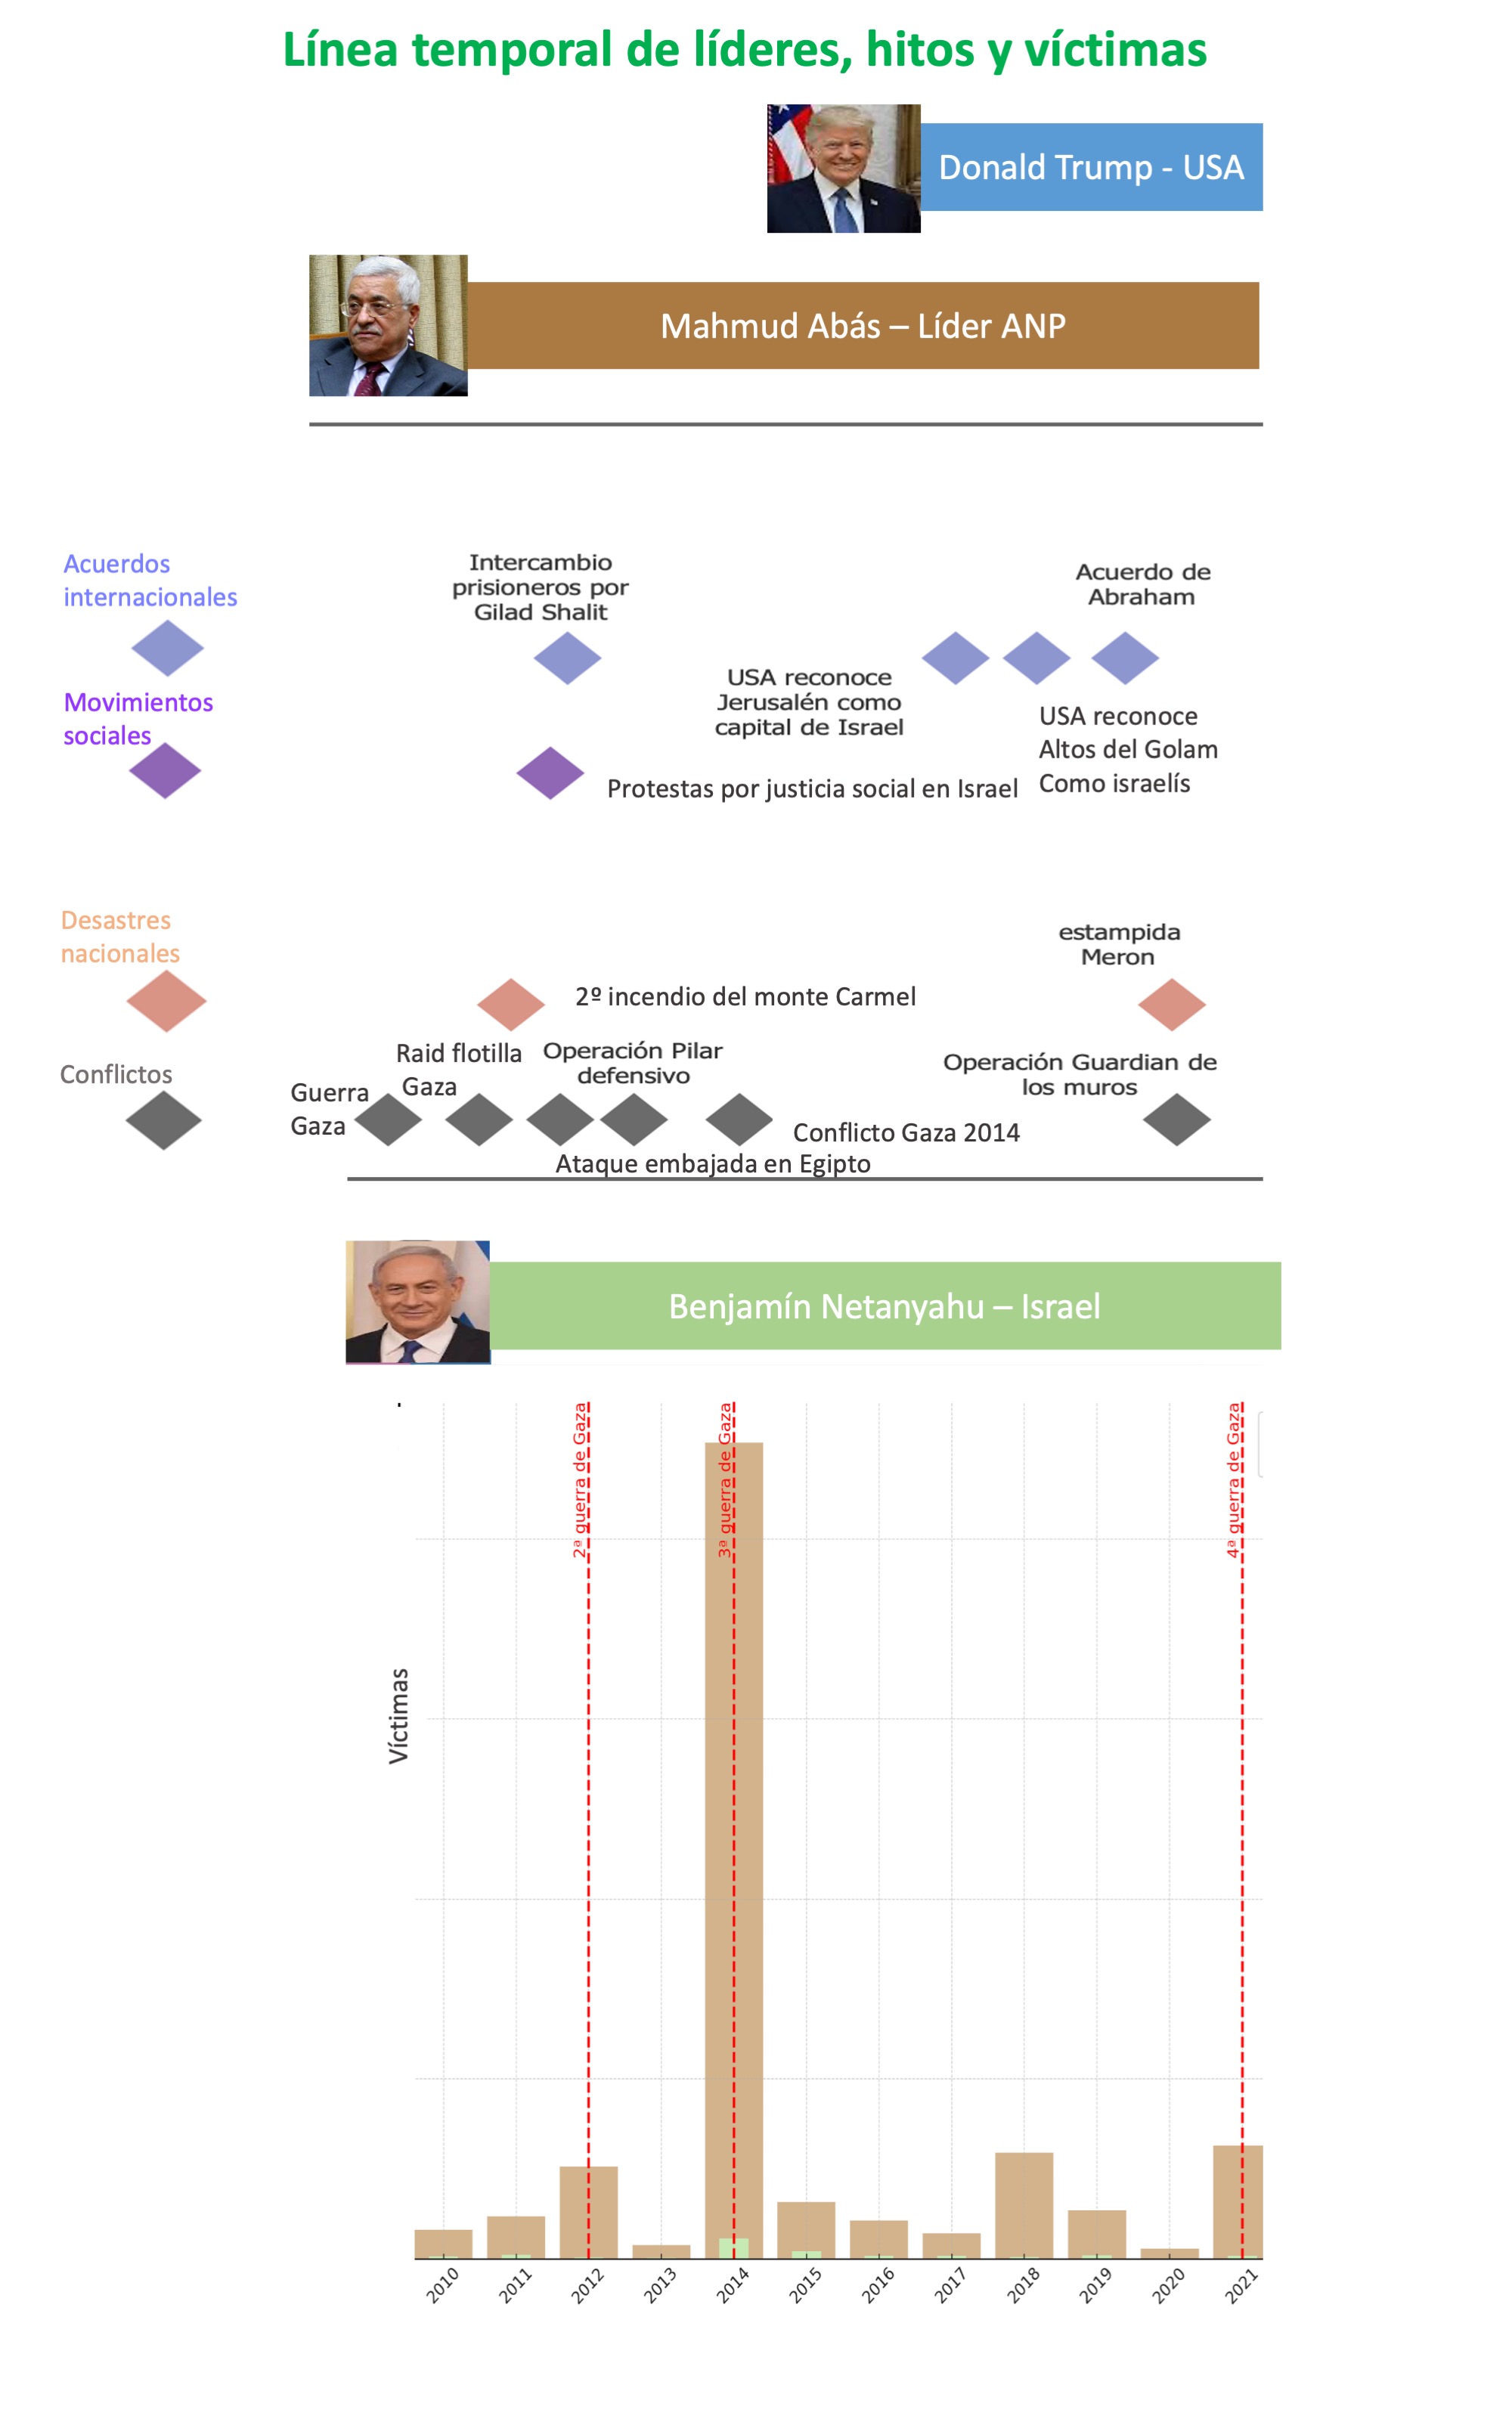 Línea temporal de líderes, hitos y víctimas
Donald Trump - USA
Mahmud Abás – Líder ANP
Acuerdos
internacionales
Intercambio
prisioneros por
Gilad Shalit
Acuerdo de
Abraham
USA reconoce
Jerusalén como
capital de Israel
USA reconoce
Altos del Golam
Como israelís
Movimientos
sociales
Protestas por justicia social en Israel
Desastres
nacionales
estampida
Meron
2º incendio del monte Carmel
Conflictos
Guerra
Gaza
Raid flotilla
Gaza
Operación Pilar
defensivo
Operación Guardian de
los muros
Conflicto Gaza 2014
Ataque embajada en Egipto
Benjamín Netanyahu – Israel
2ª guerra de Gaza
3ª guerra de Gaza
4ª guerra de Gaza
Víctimas
2010
2011
2012
2013
2014
2015
2016
2017
2018
2019
2020
2021